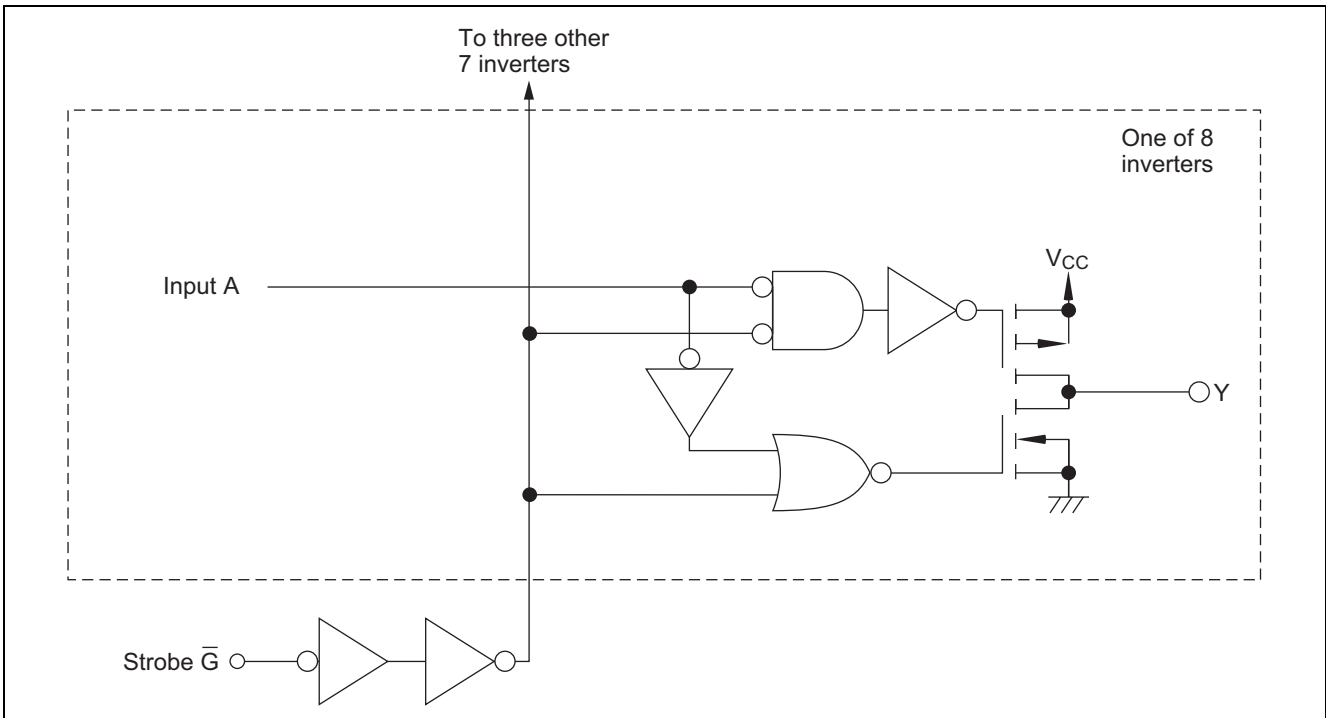 To three other
7 inverters
One of 8
inverters
Input A
VCC
Y
Strobe G̅